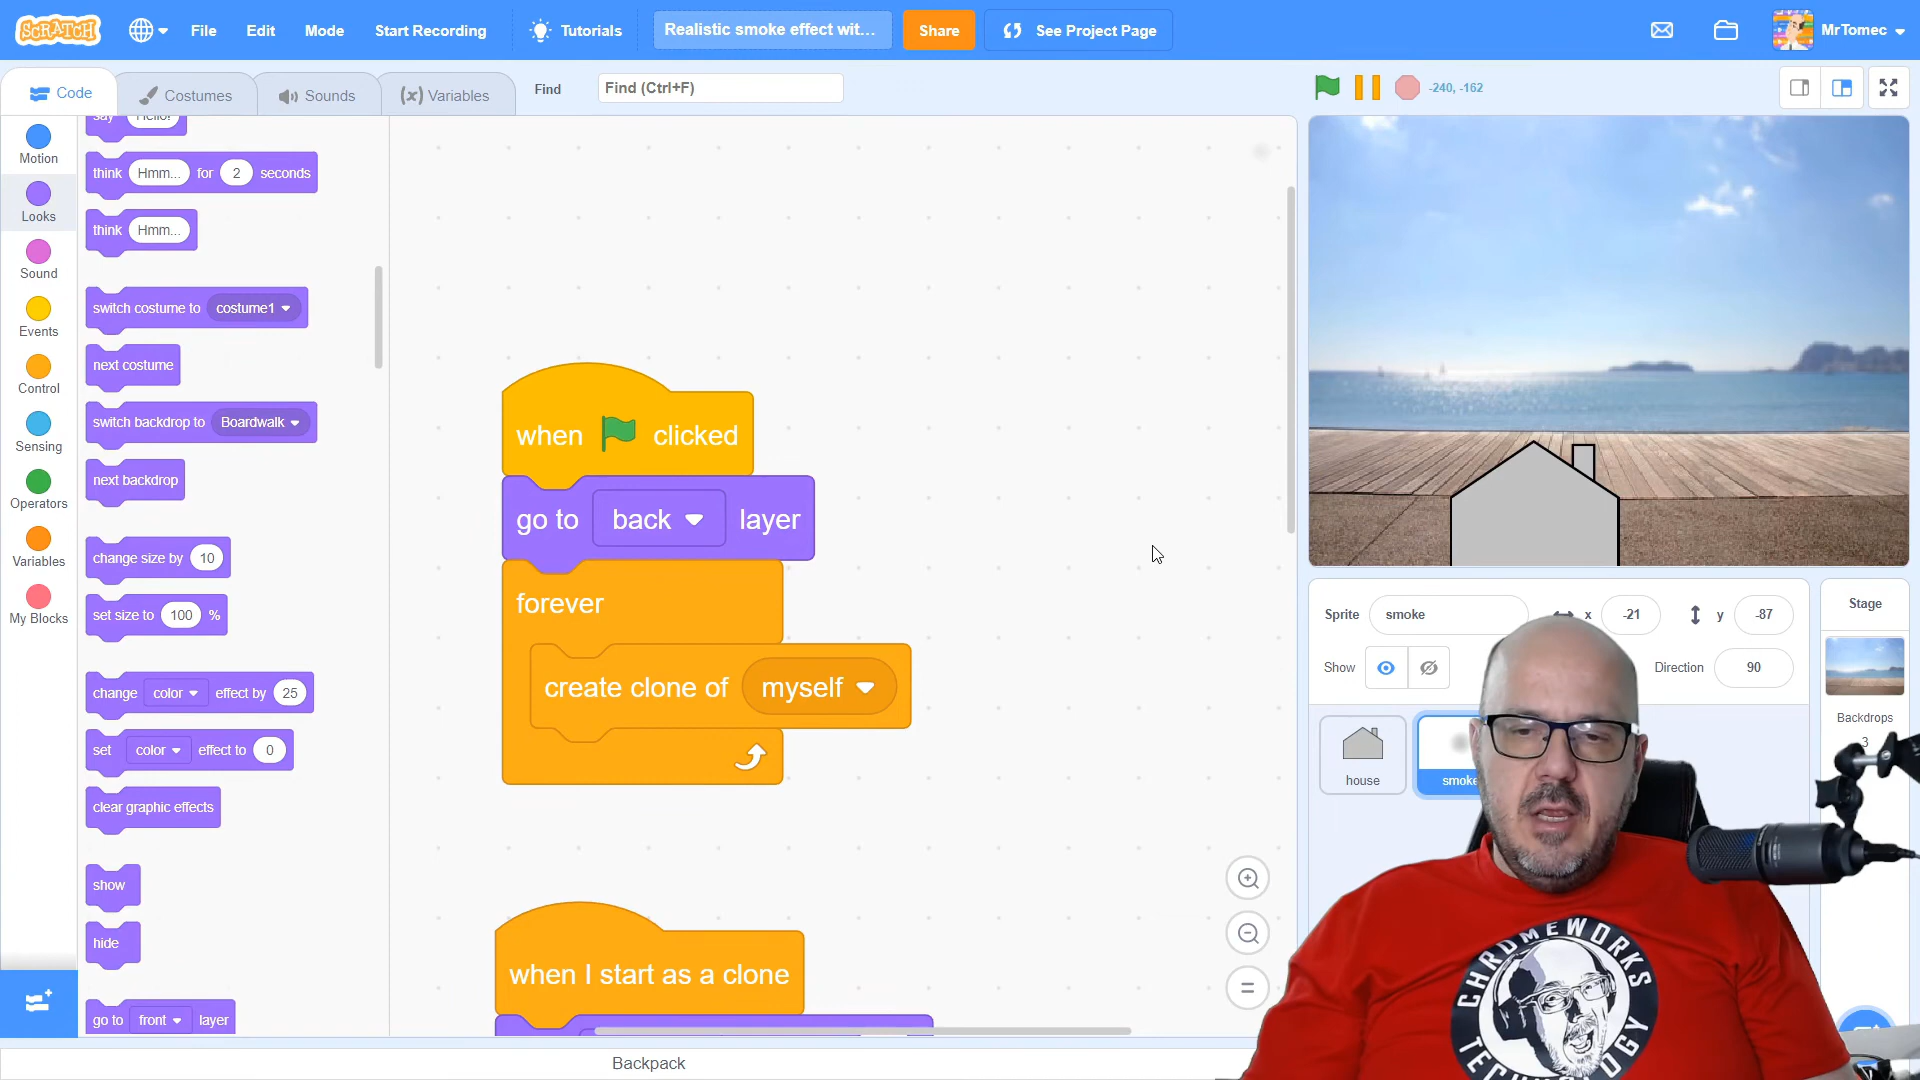 SCRATCH
File
Edit
Mode
Start Recording
Tutorials
Realistic smoke effect wit...
Share
See Project Page
MrTomec
Code
Costumes
Sounds
(x) Variables
Find
Find (Ctrl+F)
-240, -162
Motion
Looks
Sound
Events
Control
Sensing
Operators
Variables
My Blocks
say Hello!
think Hmm... for 2 seconds
think Hmm...
switch costume to costume1
next costume
switch backdrop to Boardwalk
next backdrop
change size by 10
set size to 100 %
change color effect by 25
set color effect to 0
clear graphic effects
show
hide
go to front layer
when clicked
go to back layer
forever
create clone of myself
when I start as a clone
Sprite smoke x -21 y -87
Show Direction 90
house
smoke
Stage
Backdrops
3
CHROMEWORKS
TECHNOLOGY
Backpack